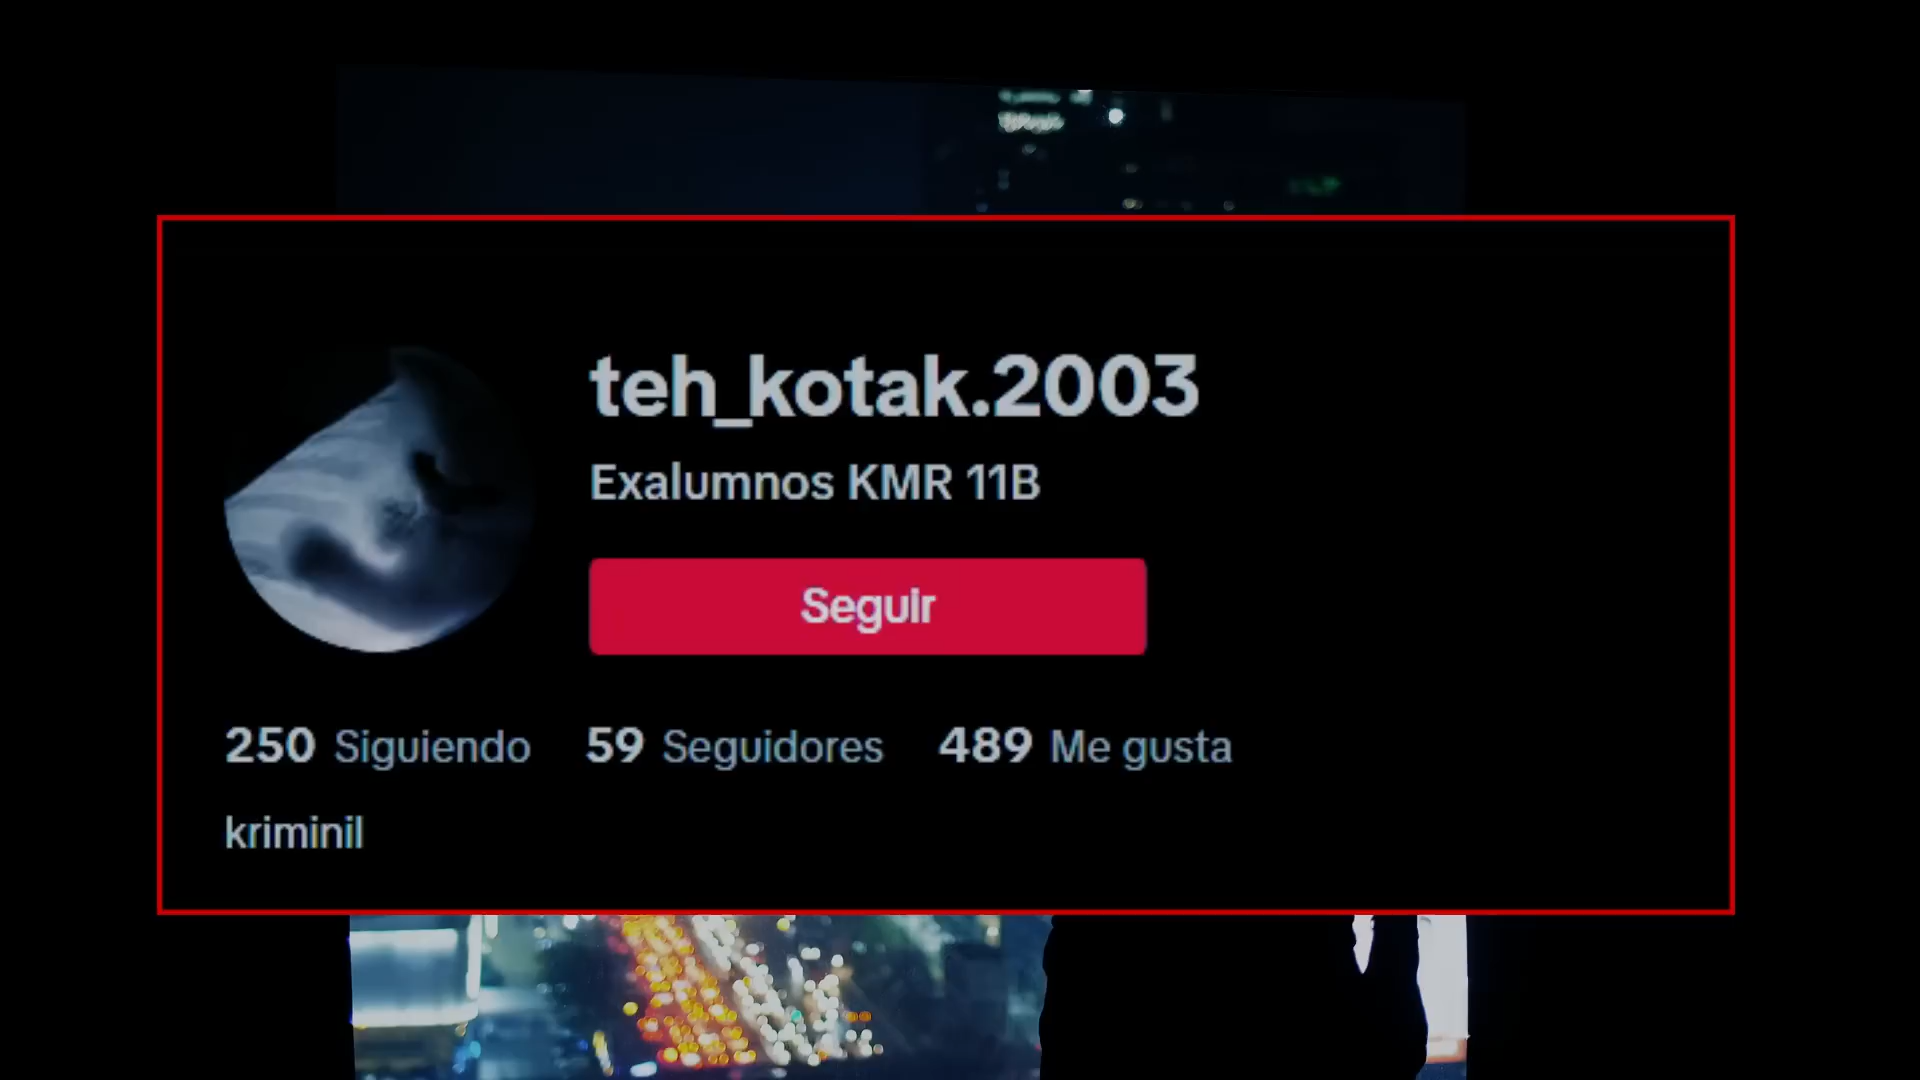 teh_kotak.2003
Exalumnos KMR 11B
Seguir
250 Siguiendo 59 Seguidores 489 Me gusta
kriminil